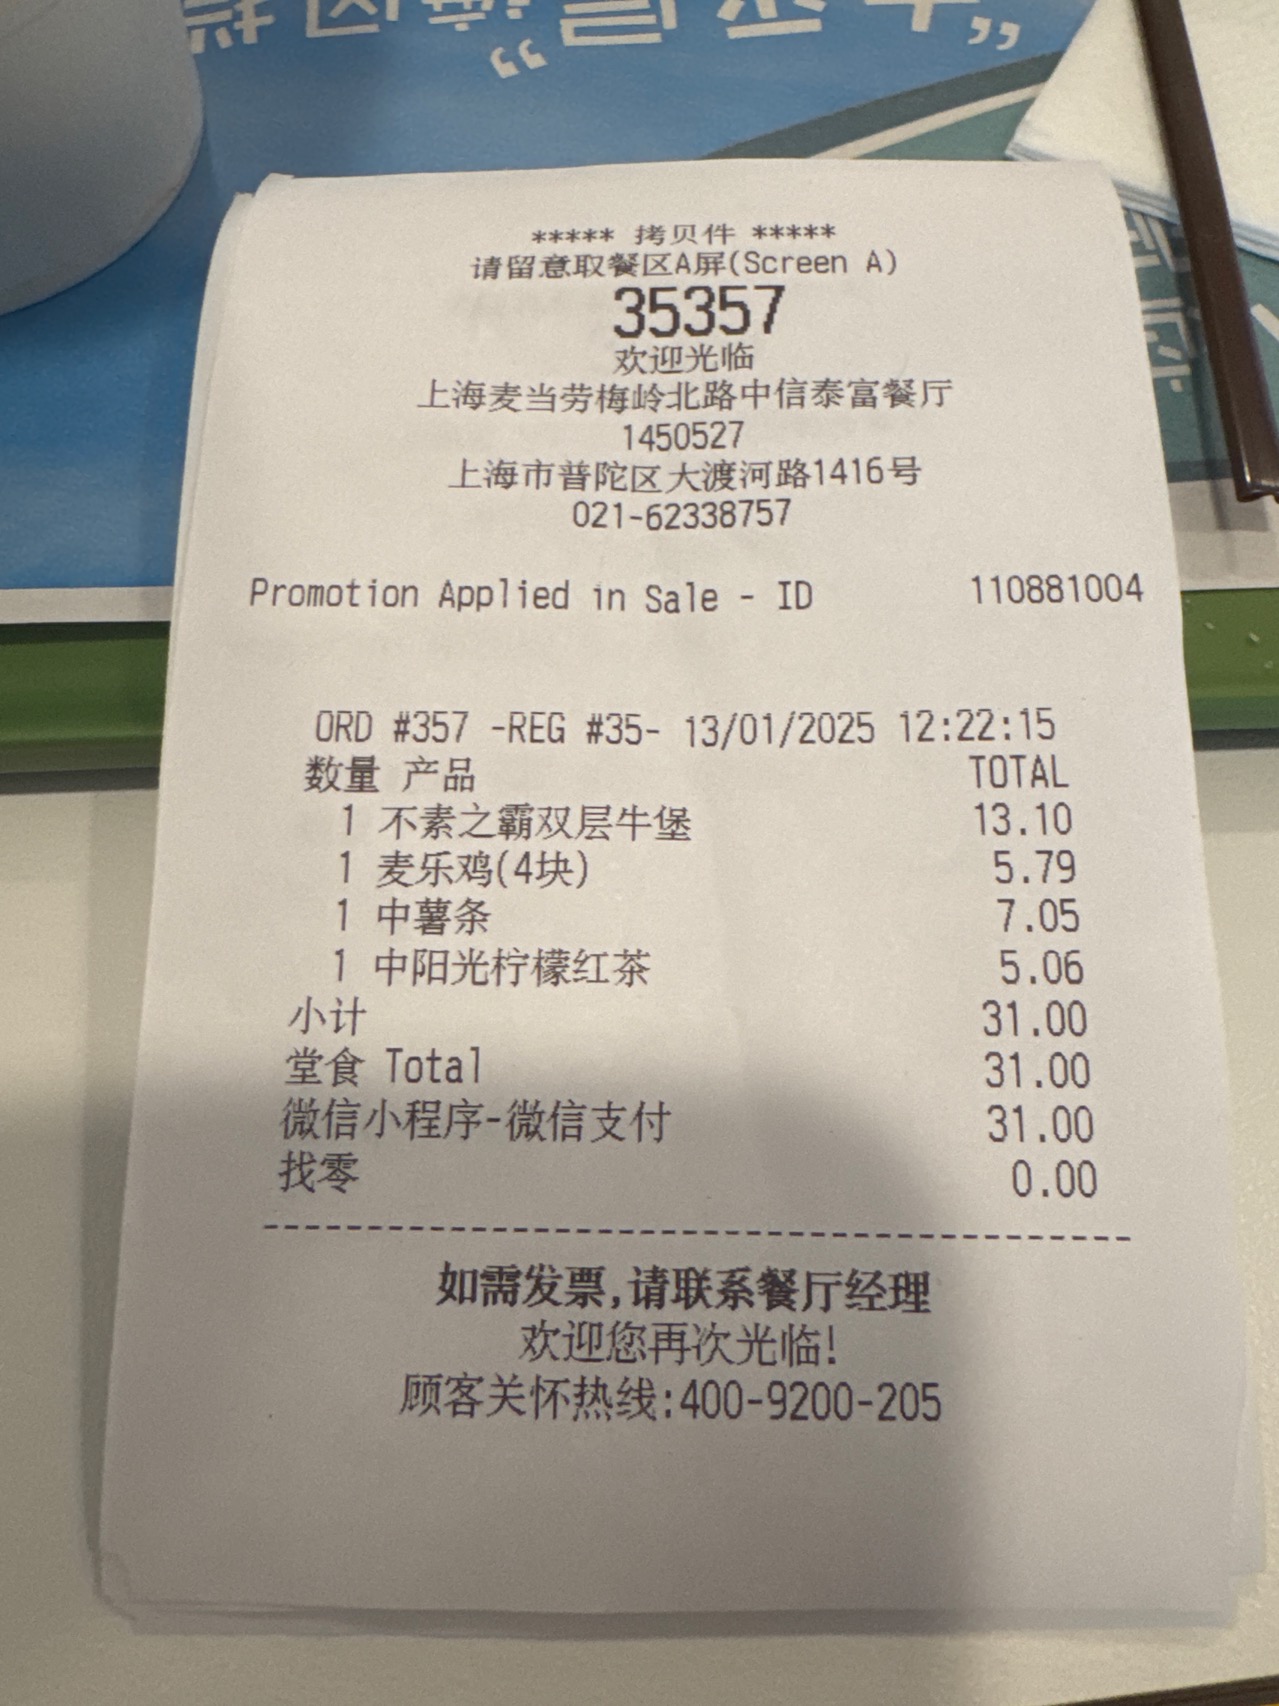 ***** 拷贝件 *****
请留意取餐区A屏(Screen A)
35357
欢迎光临
上海麦当劳梅岭北路中信泰富餐厅
1450527
上海市普陀区大渡河路1416号
021-62338757
Promotion Applied in Sale - ID 110881004
ORD #357 -REG #35- 13/01/2025 12:22:15
数量 产品 TOTAL
1 不素之霸双层牛堡 13.10
1 麦乐鸡(4块) 5.79
1 中薯条 7.05
1 中阳光柠檬红茶 5.06
小计 31.00
堂食 Total 31.00
微信小程序-微信支付 31.00
找零 0.00
如需发票,请联系餐厅经理
欢迎您再次光临!
顾客关怀热线:400-9200-205